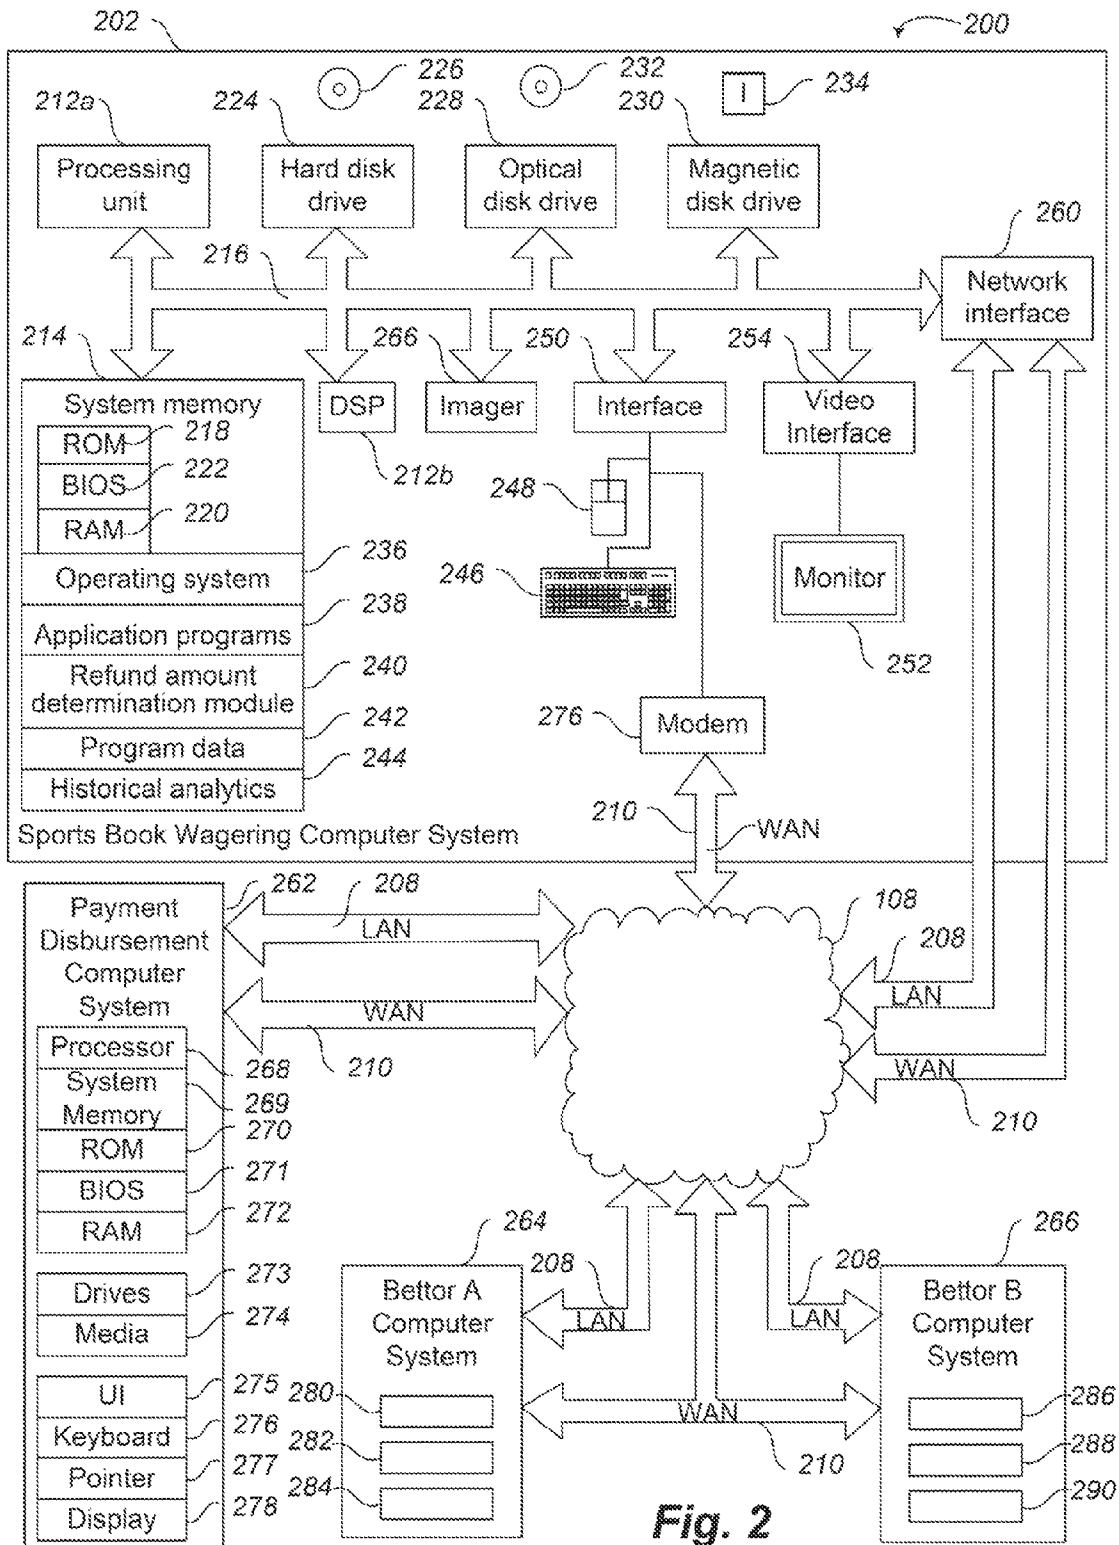 202
200
226
232
234
212a
224
228
230
Processing
unit
Hard disk
drive
Optical
disk drive
Magnetic
disk drive
260
216
Network
interface
214
266
250
254
System memory
ROM
218
BIOS
222
RAM
220
DSP
Imager
Interface
Video
Interface
212b
248
236
Operating system
246
Monitor
238
Application programs
252
240
Refund amount
determination module
276
Modem
242
Program data
244
Historical analytics
210
WAN
Sports Book Wagering Computer System
262
208
LAN
108
208
LAN
Payment
Disbursement
Computer
System
WAN
210
WAN
210
Processor
268
System
Memory
269
ROM
270
BIOS
271
RAM
272
Drives
273
Media
274
UI
275
Keyboard
276
Pointer
277
Display
278
264
266
208
LAN
208
LAN
Bettor A
Computer
System
280
282
284
WAN
210
Bettor B
Computer
System
286
288
290
Fig. 2